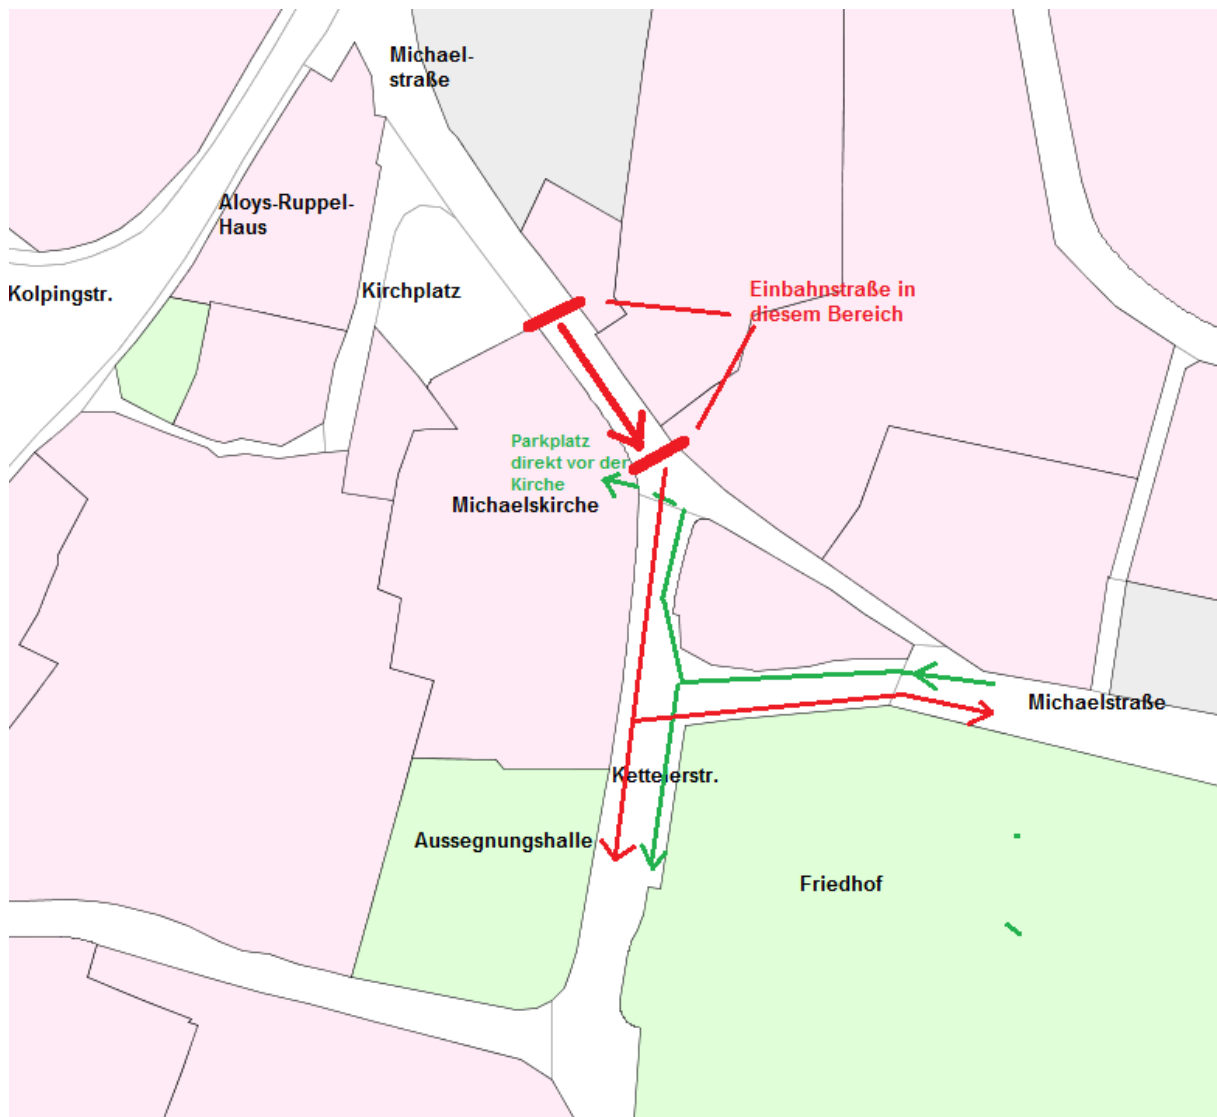 Michael-
straße
Aloys-Ruppel-
Haus
Kolpingstr.
Kirchplatz
Einbahnstraße in
diesem Bereich
Parkplatz
direkt vor der
Kirche
Michaelskirche
Michaelstraße
Kettelerstr.
Aussegnungshalle
Friedhof